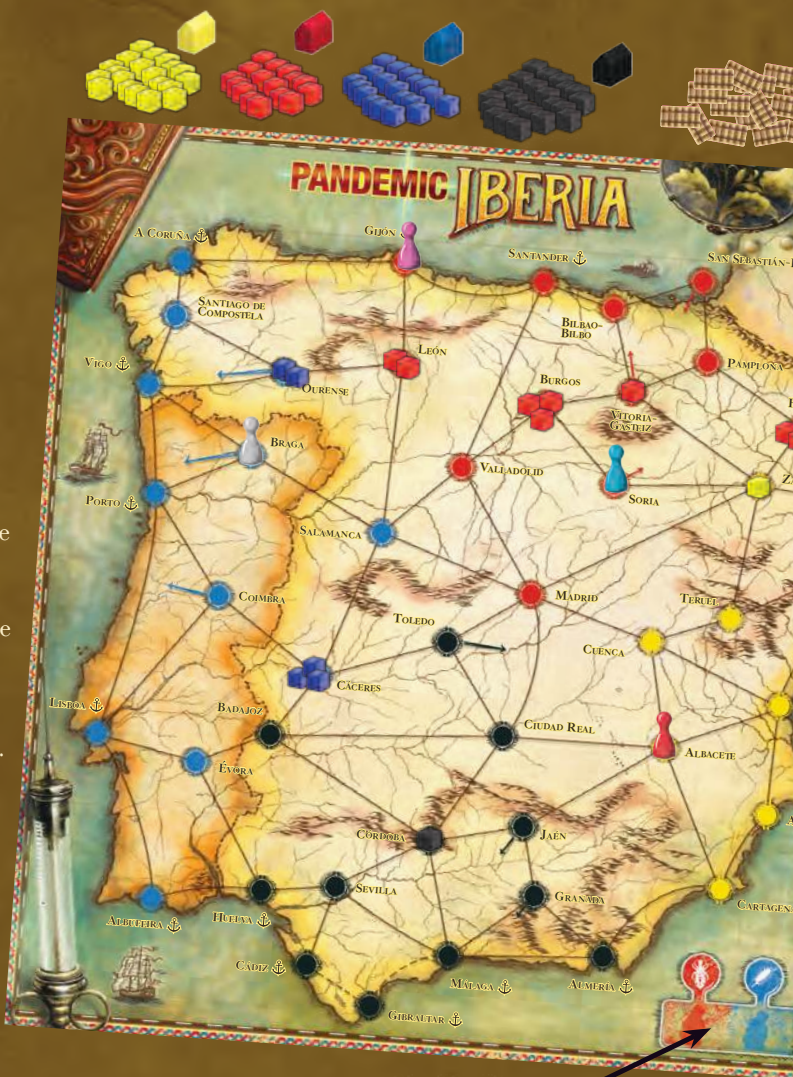 PANDEMIC IBERIA
A CORUÑA
GIJÓN
SANTANDER
SAN SEBASTIÁN-
SANTIAGO DE
COMPOSTELA
BILBAO-
BILBO
VIGO
LEÓN
PAMPLONA
OURENSE
BURGOS
VITORIA-
GASTEIZ
BRAGA
VALLADOLID
SORIA
PORTO
e
SALAMANCA
COIMBRA
MADRID
TERUEL
TOLEDO
e
CUENCA
CÁCERES
LISBOA
BADAJOZ
CIUDAD REAL
.
ÉVORA
ALBACETE
CÓRDOBA
JAÉN
SEVILLA
GRANADA
ALBUFEIRA
HUELVA
CARTAGEN
CÁDIZ
MÁLAGA
ALMERÍA
GIBRALTAR